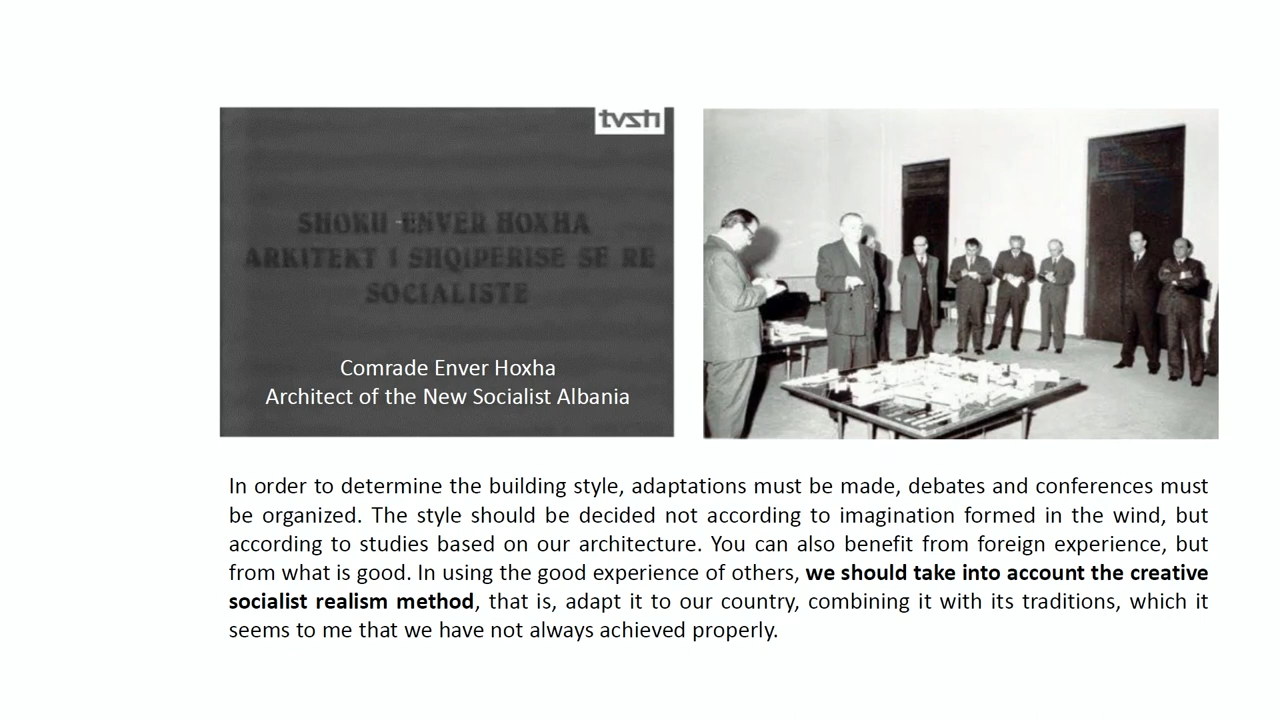 tvsh
SHOKU ENVER HOXHA
ARKITEKT I SHQIPERISE SE RE
SOCIALISTE
Comrade Enver Hoxha
Architect of the New Socialist Albania
In order to determine the building style, adaptations must be made, debates and conferences must
be organized. The style should be decided not according to imagination formed in the wind, but
according to studies based on our architecture. You can also benefit from foreign experience, but
from what is good. In using the good experience of others, we should take into account the creative
socialist realism method, that is, adapt it to our country, combining it with its traditions, which it
seems to me that we have not always achieved properly.